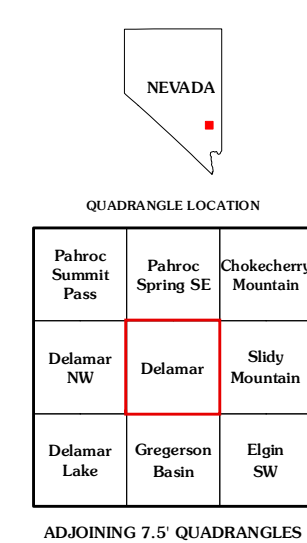 NEVADA
QUADRANGLE LOCATION
Pahroc
Summit
Pass
Pahroc
Spring SE
Chokecherry
Mountain
Delamar
NW
Delamar
Slidy
Mountain
Delamar
Lake
Gregerson
Basin
Elgin
SW
ADJOINING 7.5' QUADRANGLES